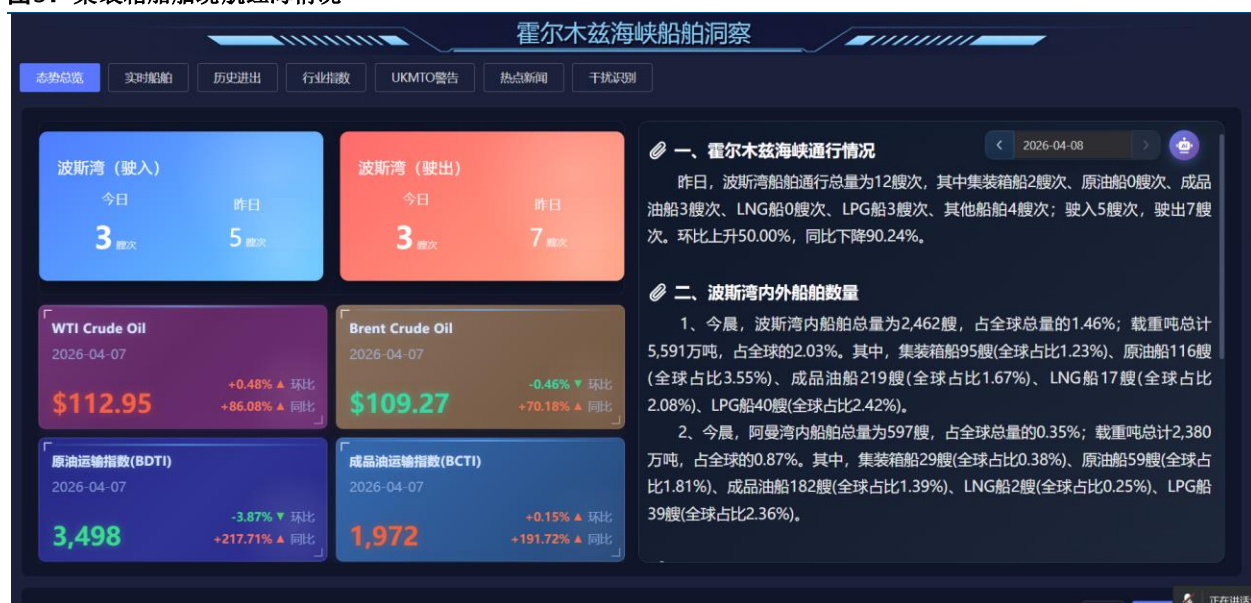 霍尔木兹海峡船舶洞察
态势总览 实时船舶 历史进出 行业指数 UKMTO警告 热点新闻 干扰识别
波斯湾（驶入）
今日 昨日
3 艘次 5 艘次
波斯湾（驶出）
今日 昨日
3 艘次 7 艘次
WTI Crude Oil
2026-04-07
+0.48% ▲ 环比
$112.95 +86.08% ▲ 同比
Brent Crude Oil
2026-04-07
-0.46% ▼ 环比
$109.27 +70.18% ▲ 同比
原油运输指数(BDTI)
2026-04-07
-3.87% ▼ 环比
3,498 +217.71% ▲ 同比
成品油运输指数(BCTI)
2026-04-07
+0.15% ▲ 环比
1,972 +191.72% ▲ 同比
一、霍尔木兹海峡通行情况
2026-04-08
AI
昨日，波斯湾船舶通行总量为12艘次，其中集装箱船2艘次、原油船0艘次、成品
油船3艘次、LNG船0艘次、LPG船3艘次、其他船舶4艘次；驶入5艘次，驶出7艘
次。环比上升50.00%，同比下降90.24%。
二、波斯湾内外船舶数量
1、今晨，波斯湾内船舶总量为2,462艘，占全球总量的1.46%；载重吨总计
5,591万吨，占全球的2.03%。其中，集装箱船95艘(全球占比1.23%)、原油船116艘
(全球占比3.55%)、成品油船219艘(全球占比1.67%)、LNG船17艘(全球占比
2.08%)、LPG船40艘(全球占比2.42%)。
2、今晨，阿曼湾内船舶总量为597艘，占全球总量的0.35%；载重吨总计2,380
万吨，占全球的0.87%。其中，集装箱船29艘(全球占比0.38%)、原油船59艘(全球占
比1.81%)、成品油船182艘(全球占比1.39%)、LNG船2艘(全球占比0.25%)、LPG船
39艘(全球占比2.36%)。
正在讲话